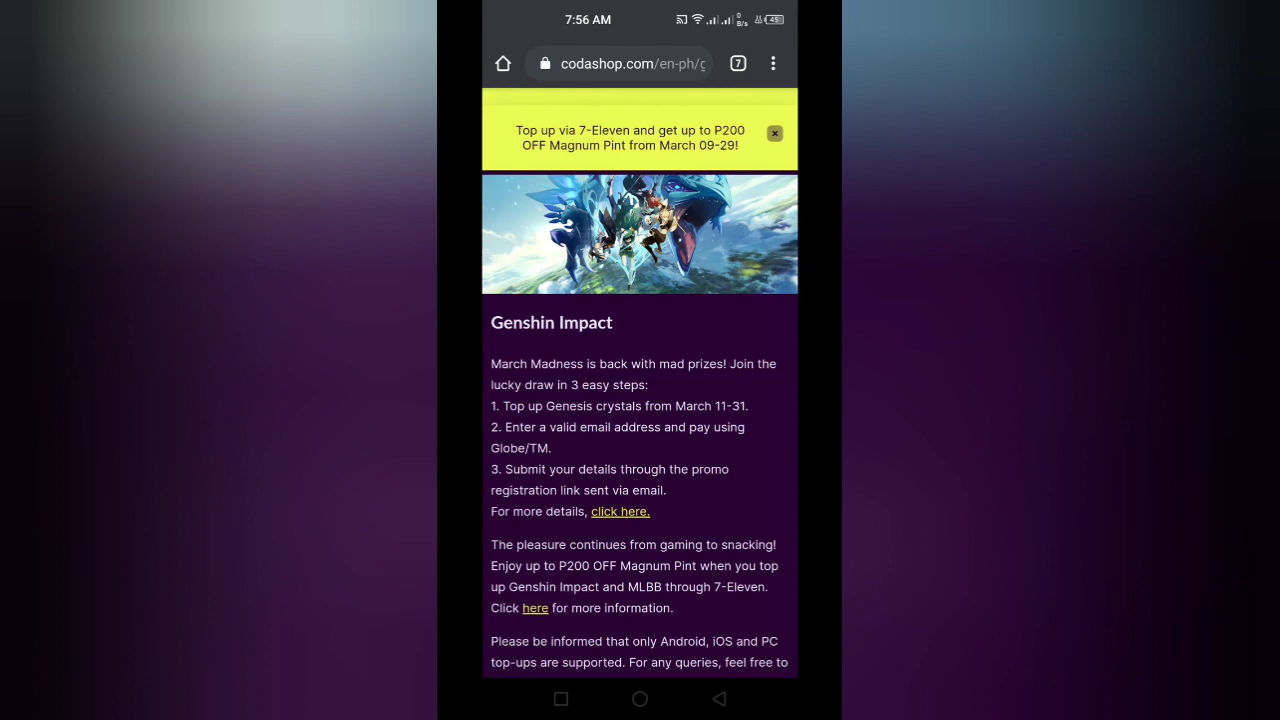 7:56 AM
0
B/s
45
codashop.com/en-ph/g
7
Top up via 7-Eleven and get up to P200
OFF Magnum Pint from March 09-29!
Genshin Impact
March Madness is back with mad prizes! Join the
lucky draw in 3 easy steps:
1. Top up Genesis crystals from March 11-31.
2. Enter a valid email address and pay using
Globe/TM.
3. Submit your details through the promo
registration link sent via email.
For more details, click here.
The pleasure continues from gaming to snacking!
Enjoy up to P200 OFF Magnum Pint when you top
up Genshin Impact and MLBB through 7-Eleven.
Click here for more information.
Please be informed that only Android, iOS and PC
top-ups are supported. For any queries, feel free to